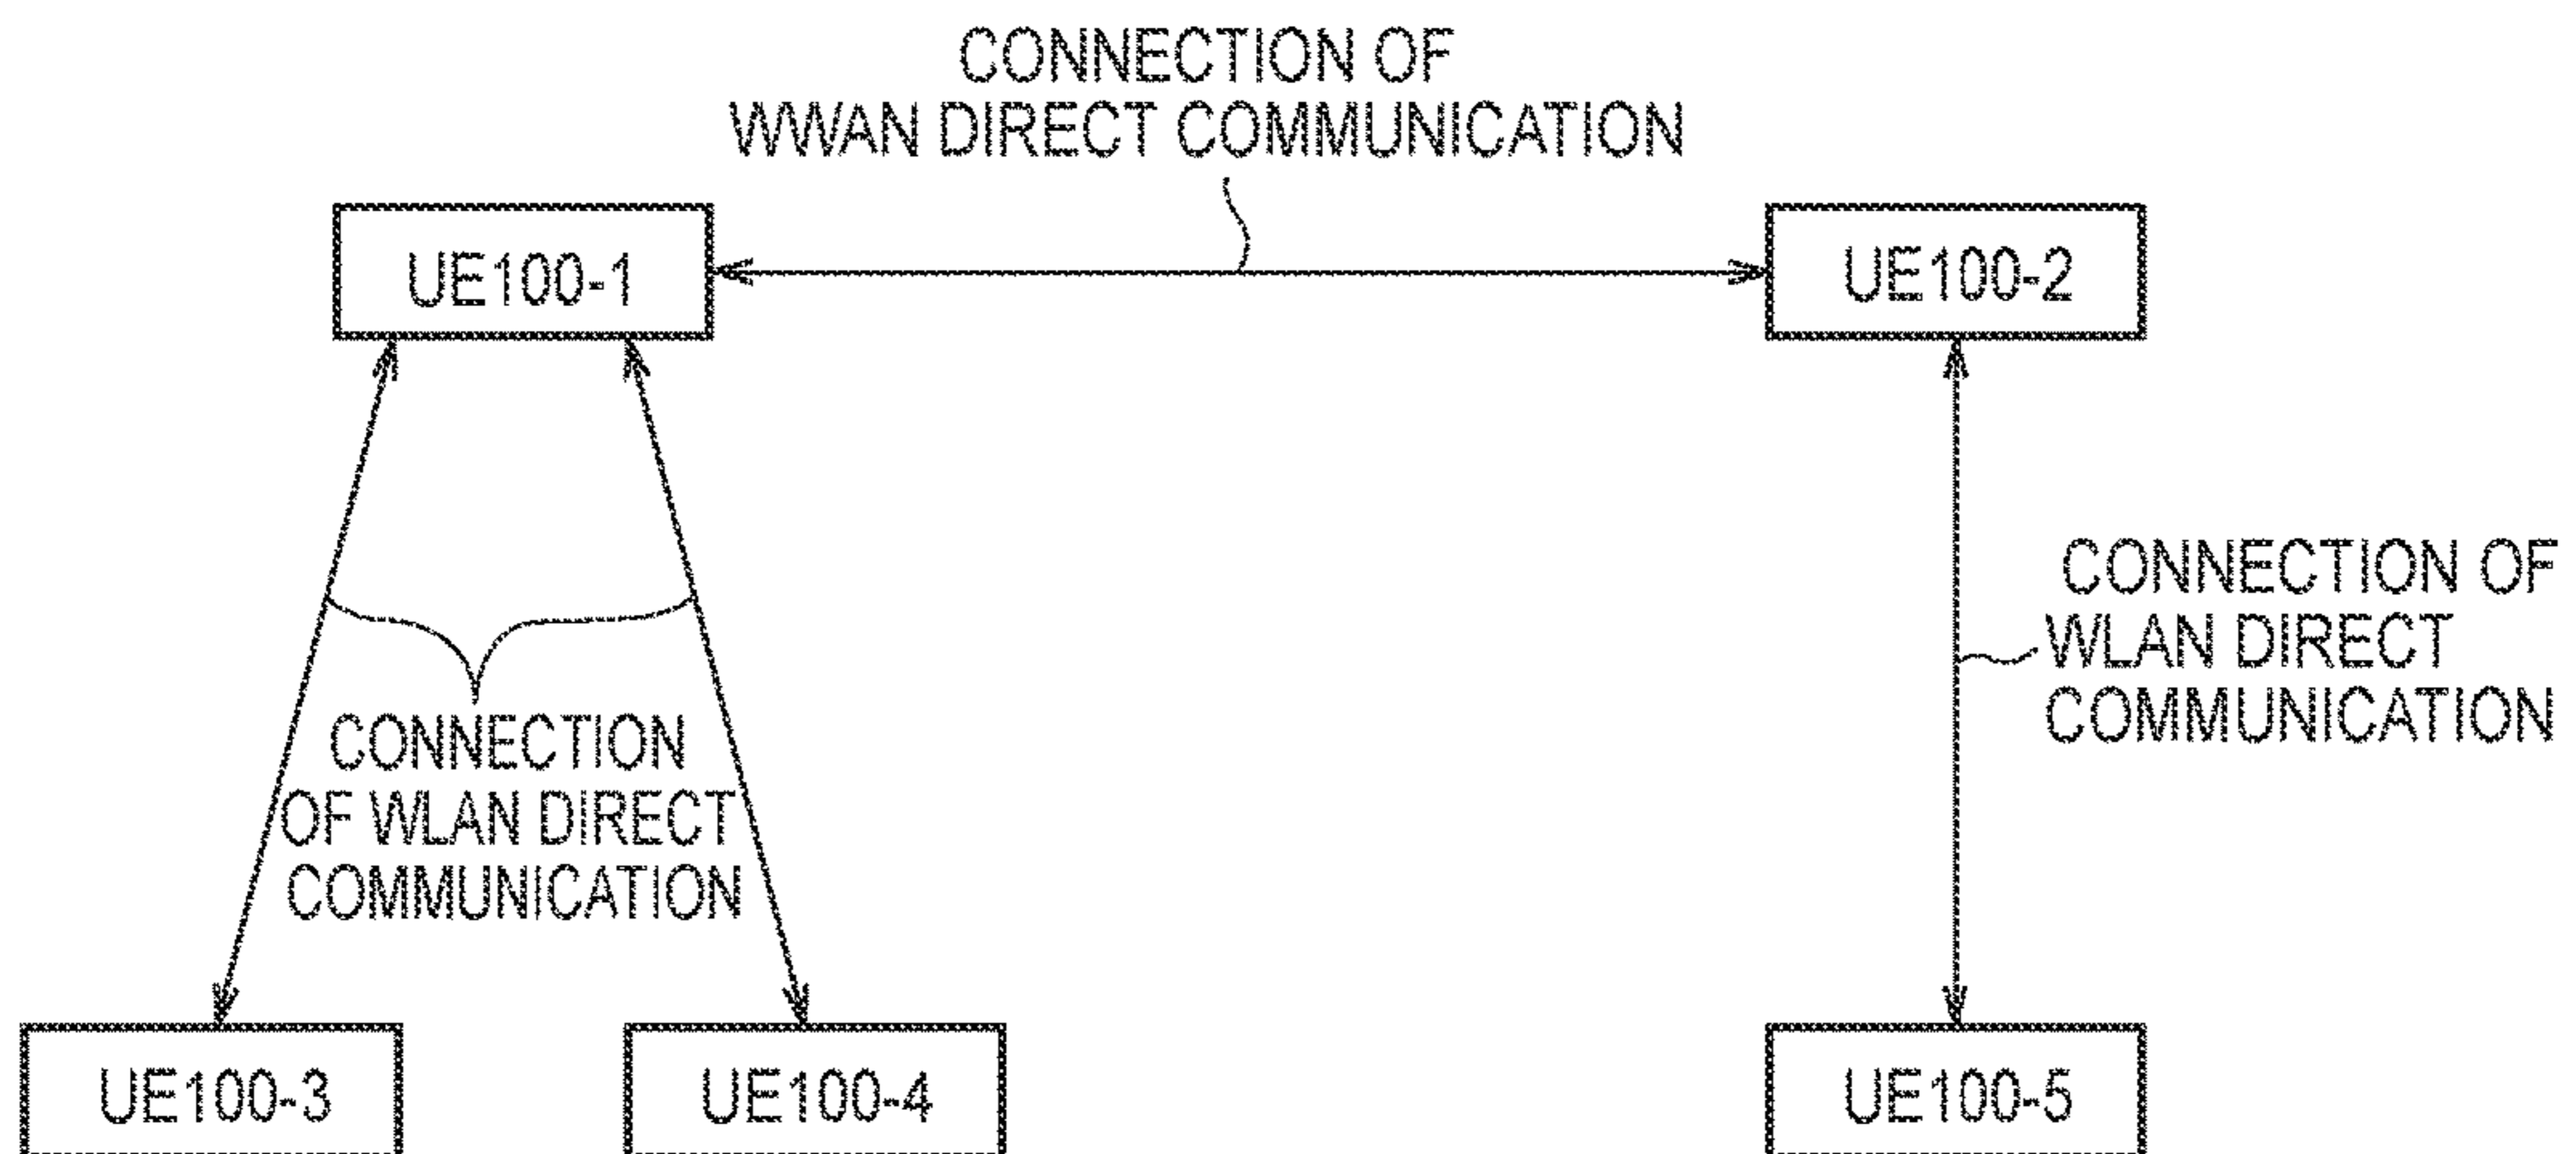 CONNECTION OF
WWAN DIRECT COMMUNICATION
UE100-1
UE100-2
CONNECTION OF
WLAN DIRECT
COMMUNICATION
CONNECTION
OF WLAN DIRECT
COMMUNICATION
UE100-3
UE100-4
UE100-5